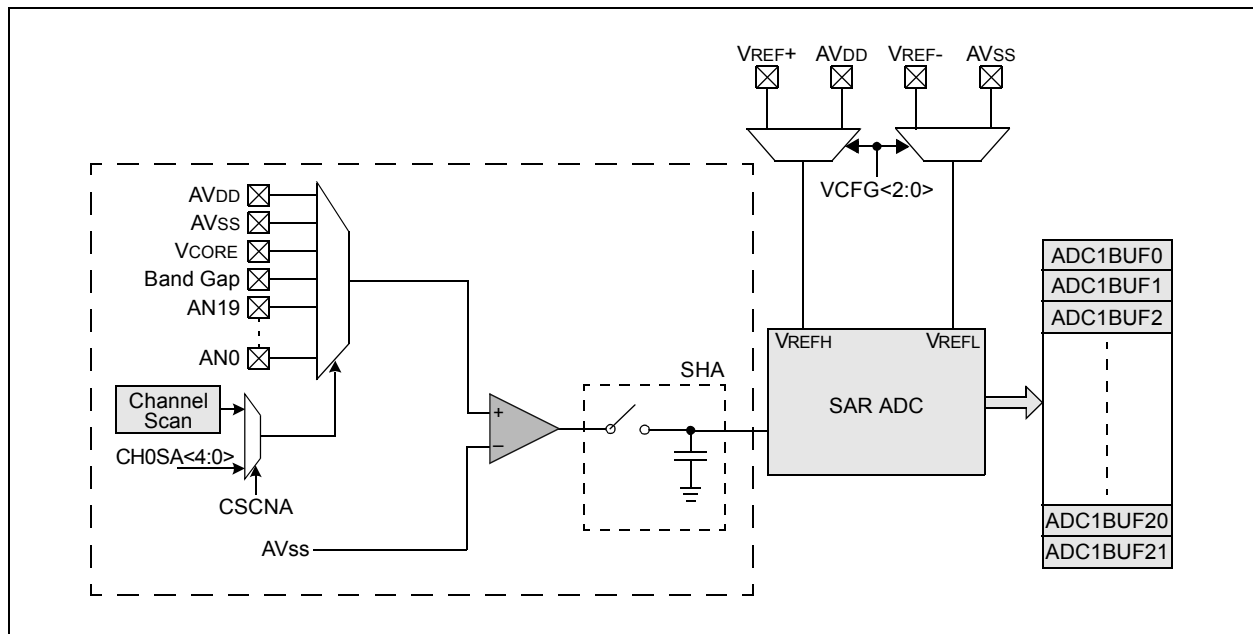 VREF+ AVDD VREF- AVSS
VCFG<2:0>
AVDD
AVSS
VCORE
Band Gap
AN19
AN0
Channel
Scan
CH0SA<4:0>
CSCNA
AVss
+
–
SHA
VREFH VREFL
SAR ADC
ADC1BUF0
ADC1BUF1
ADC1BUF2
ADC1BUF20
ADC1BUF21